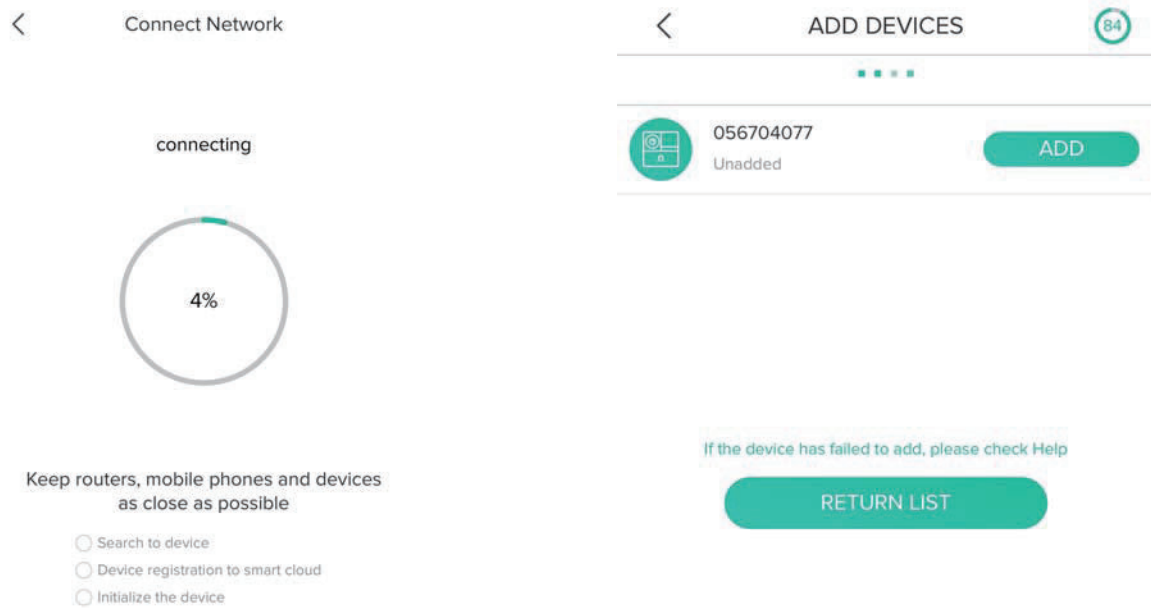 Connect Network
connecting
4%
Keep routers, mobile phones and devices
as close as possible
Search to device
Device registration to smart cloud
Initialize the device
ADD DEVICES
84
056704077
Unadded
ADD
If the device has failed to add, please check Help
RETURN LIST